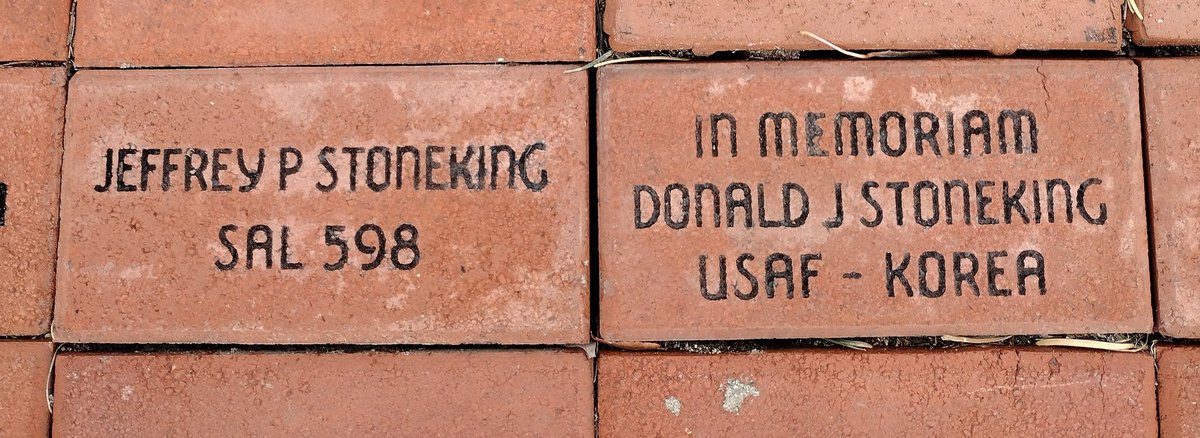 JEFFREY P STONEKING
SAL 598
IN MEMORIAM
DONALD J STONEKING
USAF - KOREA